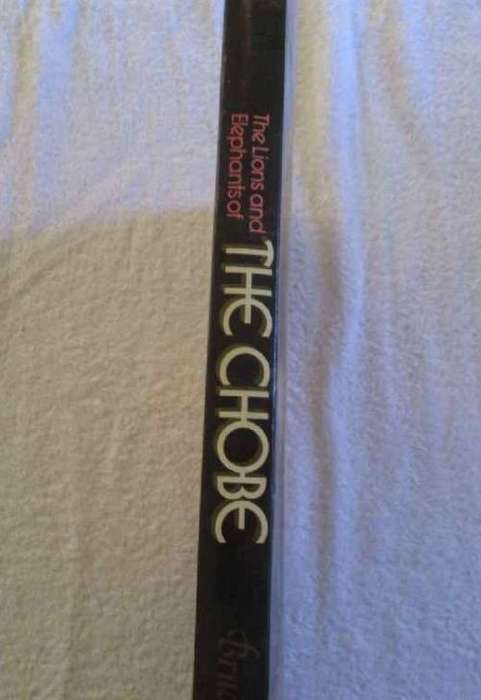 The Lions and
Elephants of
THE CHOBE